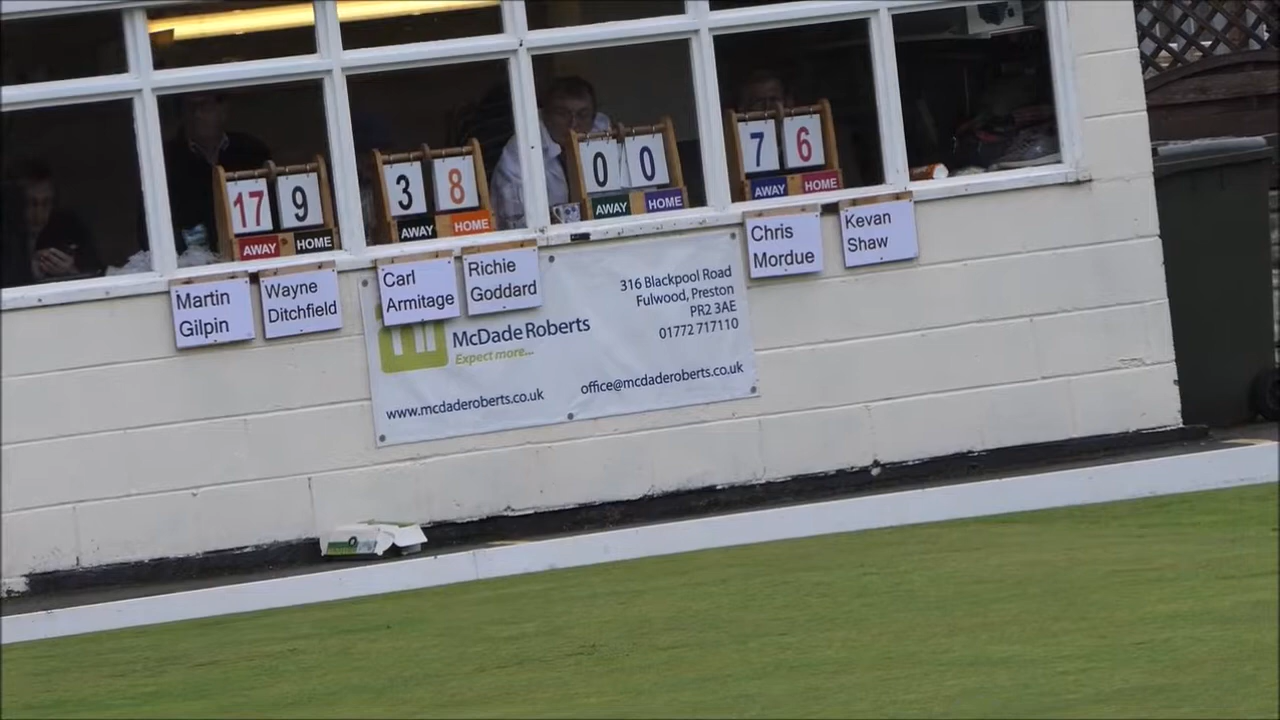 17 9
AWAY HOME
3 8
AWAY HOME
0 0
AWAY HOME
7 6
AWAY HOME
Martin
Gilpin
Wayne
Ditchfield
Carl
Armitage
Richie
Goddard
Chris
Mordue
Kevan
Shaw
McDade Roberts
Expect more...
www.mcdaderoberts.co.uk
316 Blackpool Road
Fulwood, Preston
PR2 3AE
01772 717110
office@mcdaderoberts.co.uk